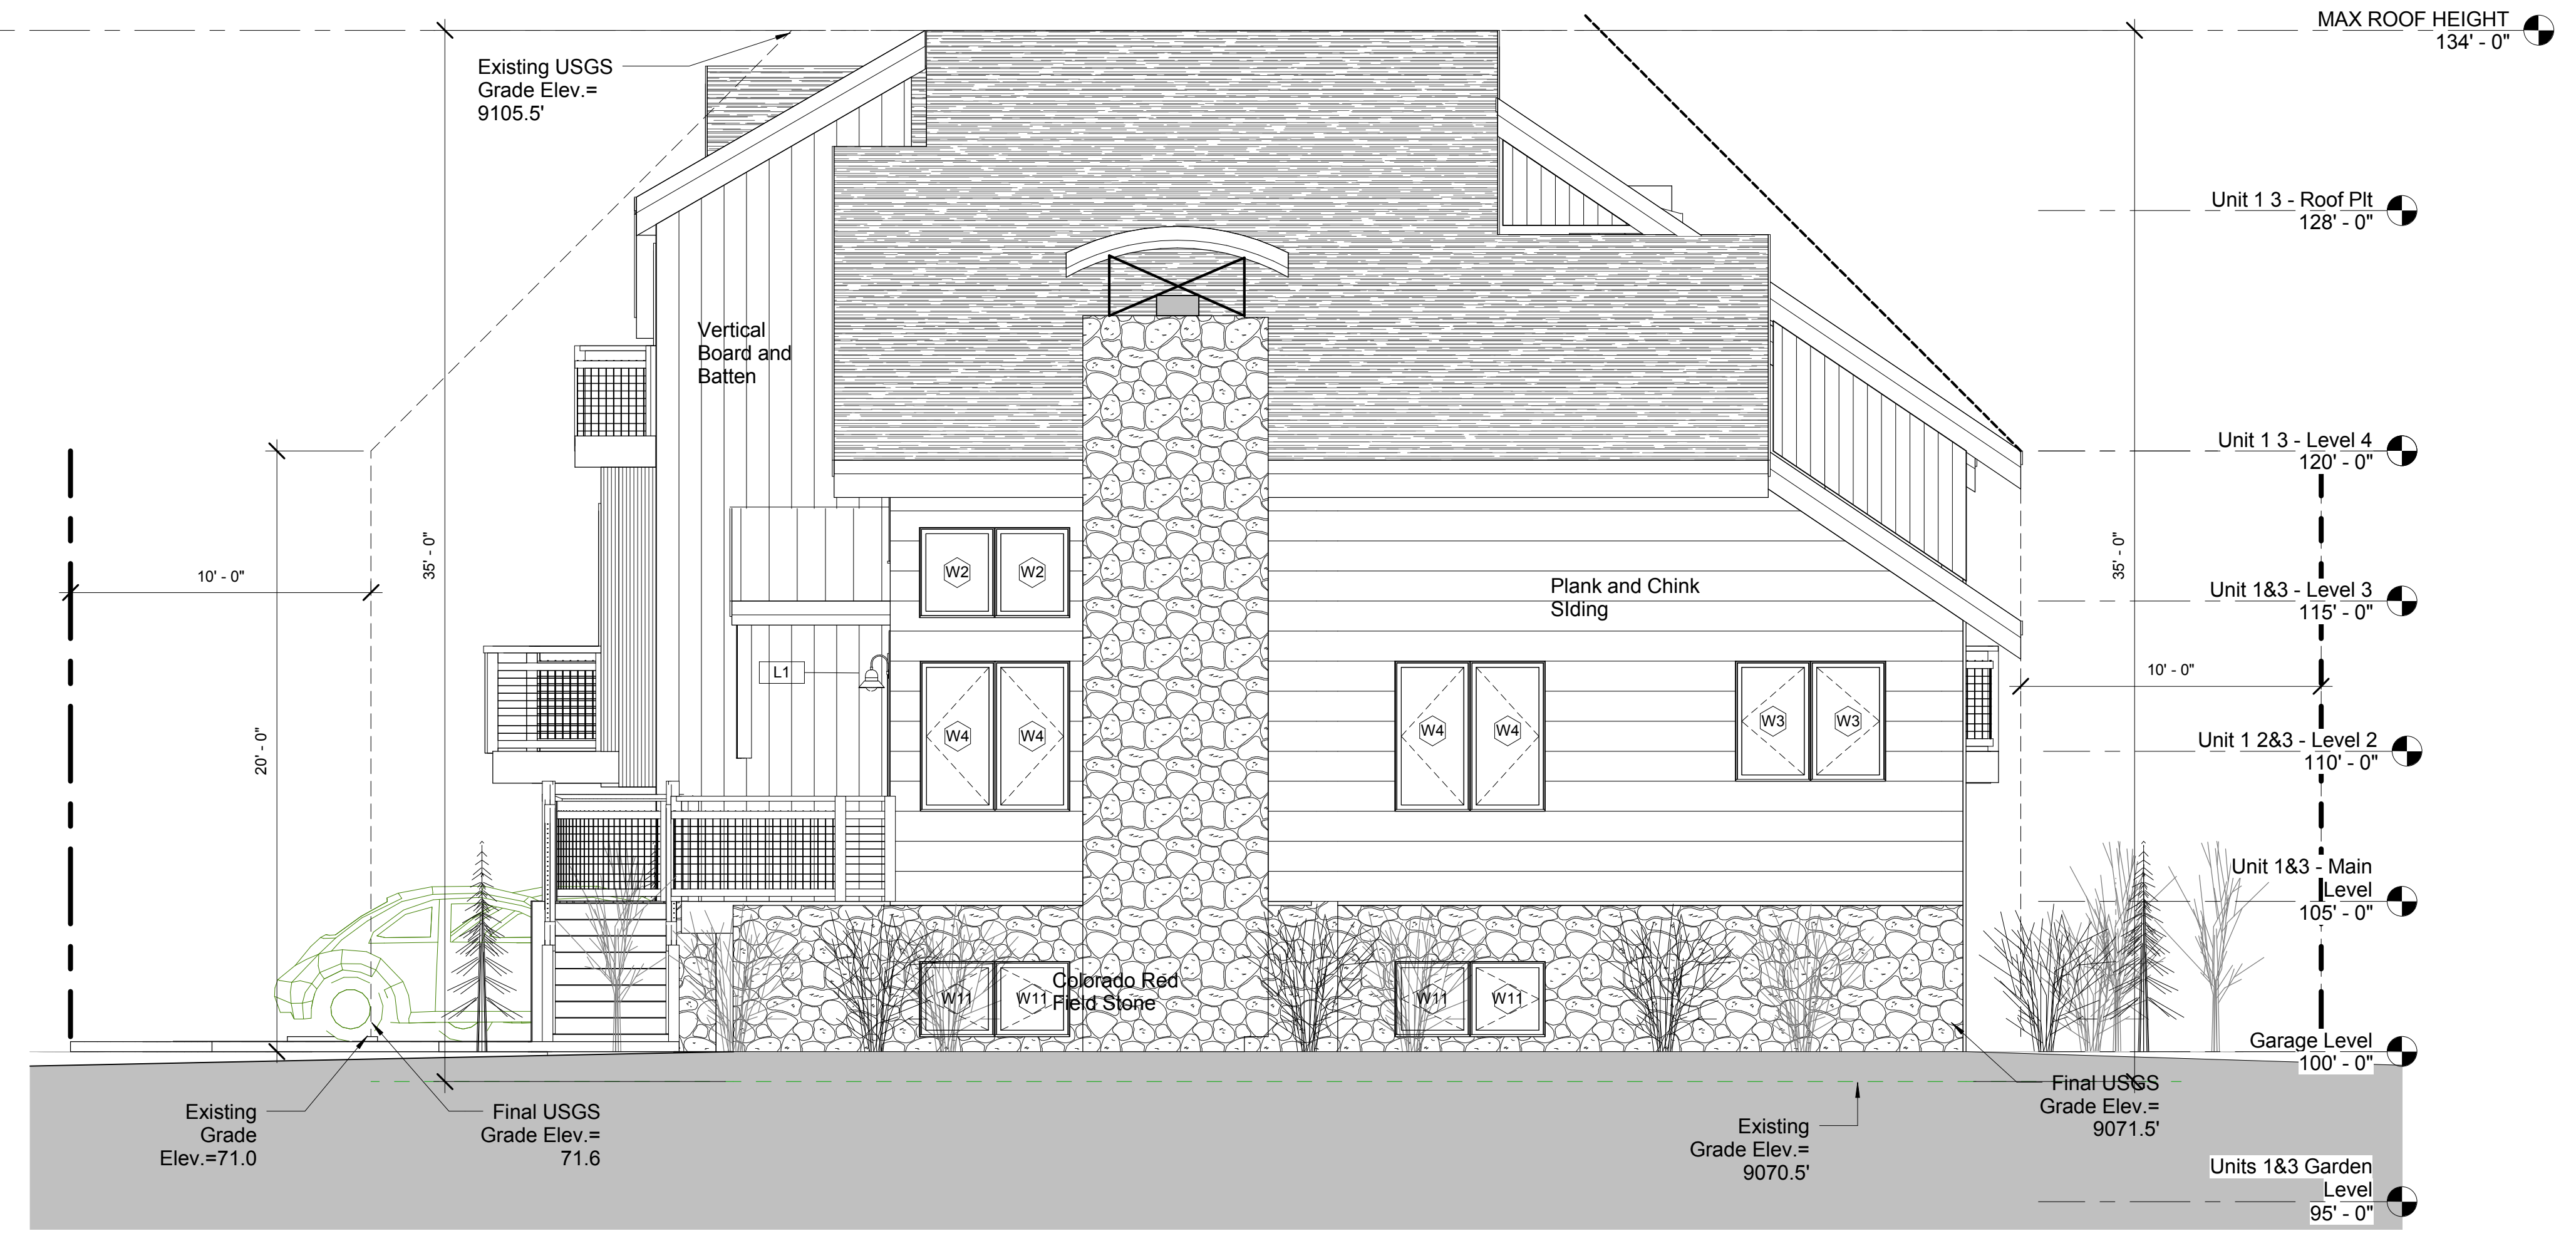 MAX ROOF HEIGHT
134' - 0"
Existing USGS
Grade Elev.=
9105.5'
Unit 1 3 - Roof Plt
128' - 0"
Vertical
Board and
Batten
Unit 1 3 - Level 4
120' - 0"
35' - 0"
35' - 0"
10' - 0"
W2
W2
Plank and Chink
SIding
Unit 1&3 - Level 3
115' - 0"
L1
10' - 0"
20' - 0"
W4
W4
W4
W4
W3
W3
Unit 1 2&3 - Level 2
110' - 0"
Unit 1&3 - Main
Level
105' - 0"
W11
W11
Colorado Red
Field Stone
W11
W11
Garage Level
100' - 0"
Existing
Grade
Elev.=71.0
Final USGS
Grade Elev.=
71.6
Existing
Grade Elev.=
9070.5'
Final USGS
Grade Elev.=
9071.5'
Units 1&3 Garden
Level
95' - 0"